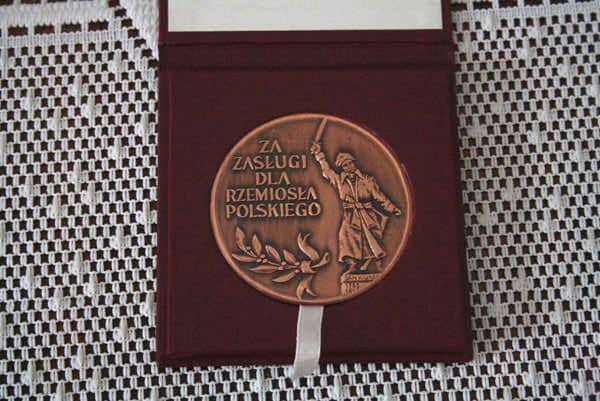 ZA
ZASŁUGI
DLA
RZEMIOSŁA
POLSKIEGO